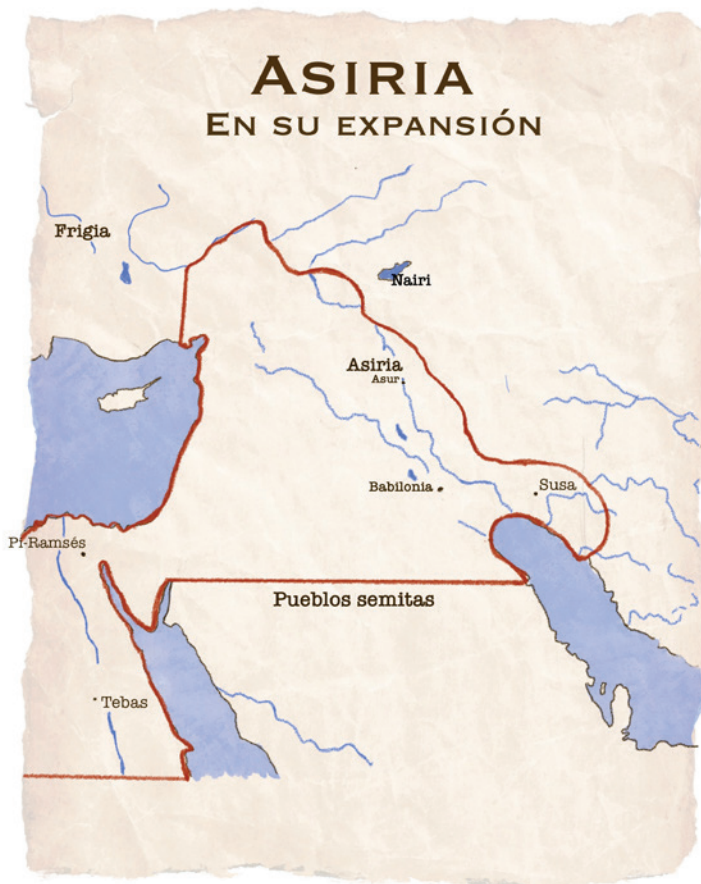 ASIRIA
EN SU EXPANSIÓN
Frigia
Nairi
Asiria
Asur
Babilonia
Susa
Pi-Ramsés
Pueblos semitas
Tebas